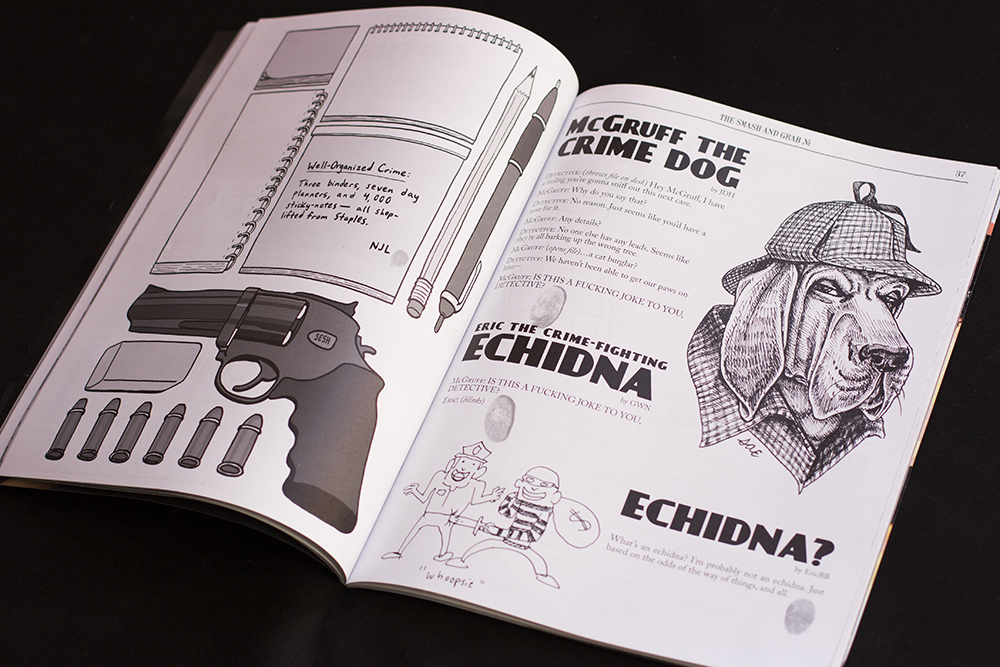 Well-Organized Crime:
Three binders, seven day
planners, and 4,000
sticky-notes — all shop-
lifted from Staples.
NJL
SESH
THE SMASH AND GRAB №
37
McGRUFF THE
CRIME DOG
by JDH
DETECTIVE: (throws file on desk) Hey McGruff, I have
a feeling you're gonna sniff out this next case.
McGRUFF: Why do you say that?
DETECTIVE: No reason. Just seems like you'd have a
nose for it.
McGRUFF: Any details?
DETECTIVE: No one else has any leads. Seems like
they're all barking up the wrong tree.
McGRUFF: (opens file)...a cat burglar?
DETECTIVE: We haven't been able to get our paws on
McGRUFF: IS THIS A FUCKING JOKE TO YOU,
DETECTIVE?
ERIC THE CRIME-FIGHTING
ECHIDNA
by GWN
McGRUFF: IS THIS A FUCKING JOKE TO YOU,
DETECTIVE?
ERIC: (climbs)
SAE
$
"Whoopsie"
ECHIDNA?
by EricRB
What's an echidna? I'm probably not an echidna. Just
based on the odds of the way of things, and all.